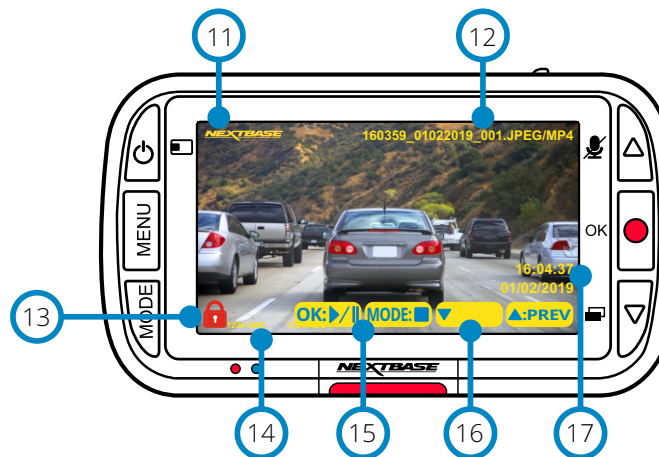 11
12
NEXTBASE
160359_01022019_001.JPEG/MP4
MENU
OK
16:04:37
01/02/2019
MODE
13
OK: ▶/‖
MODE: ■
▼
▲:PREV
NEXTBASE
14
15
16
17